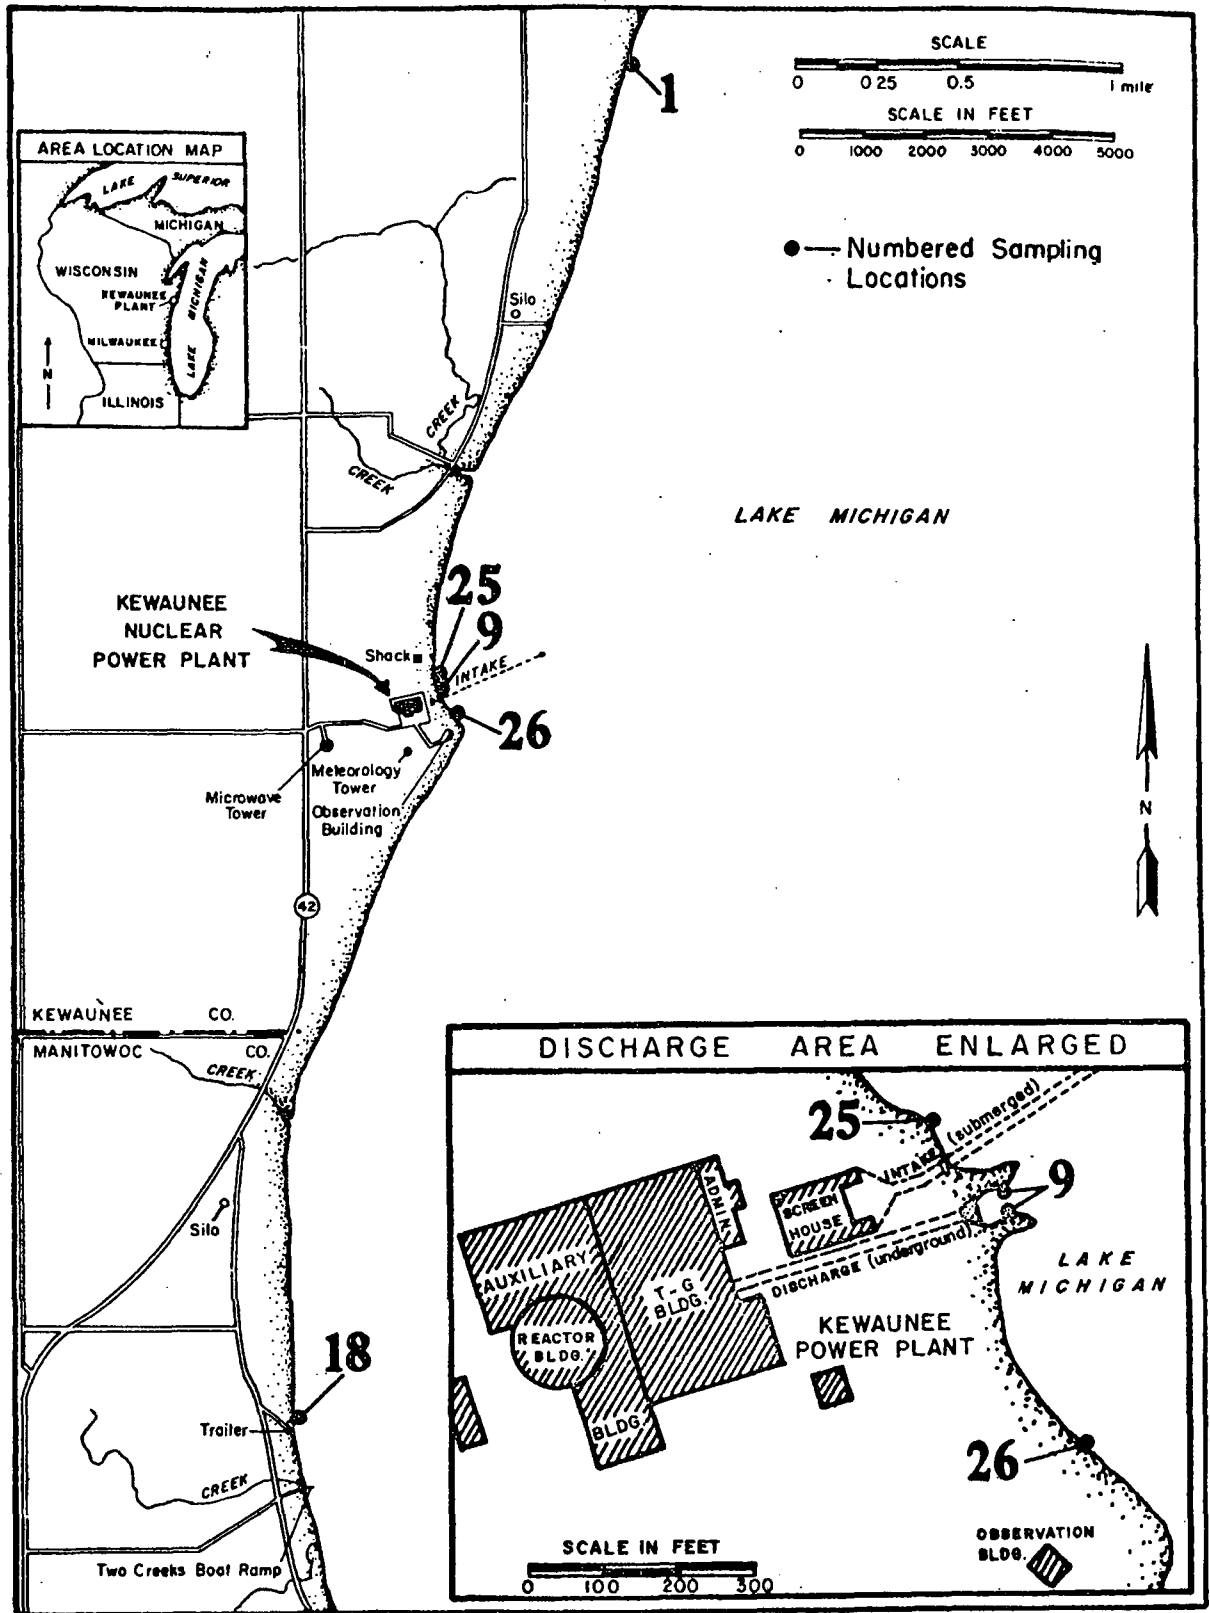 SCALE
0 0.25 0.5 1 mile
1
SCALE IN FEET
0 1000 2000 3000 4000 5000
AREA LOCATION MAP
LAKE SUPERIOR
MICHIGAN
WISCONSIN
KEWAUNEE
PLANT
LAKE MICHIGAN
MILWAUKEE
N
ILLINOIS
Numbered Sampling
Locations
Silo
CREEK
CREEK
LAKE MICHIGAN
KEWAUNEE
NUCLEAR
POWER PLANT
25
9
Shack
INTAKE
26
Meteorology
Tower
Microwave
Tower
Observation
Building
N
42
KEWAUNEE CO.
MANITOWOC CO.
CREEK
Silo
18
Trailer
CREEK
Two Creeks Boat Ramp
DISCHARGE AREA ENLARGED
25
INTAKE (submerged)
9
ADMIN.
SCREEN
HOUSE
DISCHARGE (underground)
LAKE
MICHIGAN
AUXILIARY
T-G
BLDG.
REACTOR
BLDG.
BLDG.
KEWAUNEE
POWER PLANT
26
OBSERVATION
BLDG.
SCALE IN FEET
0 100 200 300